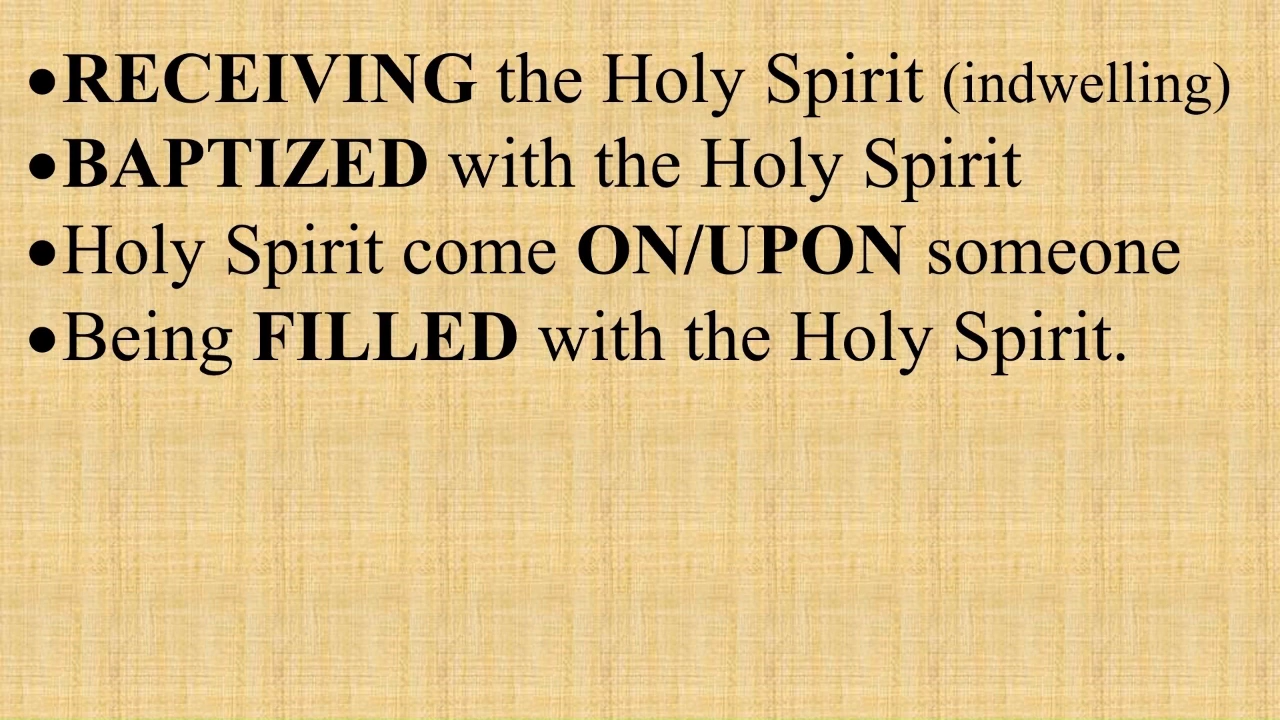 •RECEIVING the Holy Spirit (indwelling)
•BAPTIZED with the Holy Spirit
•Holy Spirit come ON/UPON someone
•Being FILLED with the Holy Spirit.